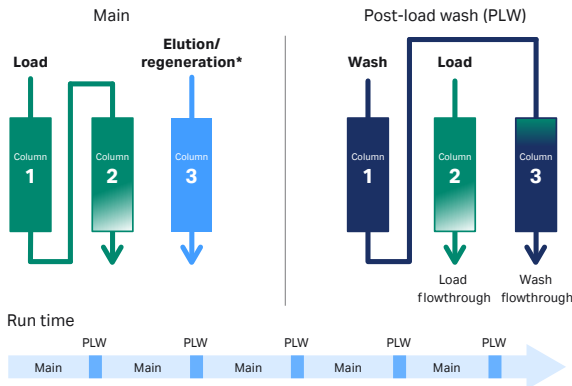 Main
Post-load wash (PLW)
Load
Elution/
regeneration*
Wash
Load
Column
1
Column
2
Column
3
Column
1
Column
2
Column
3
Load
flowthrough
Wash
flowthrough
Run time
PLW
PLW
PLW
PLW
PLW
Main
Main
Main
Main
Main